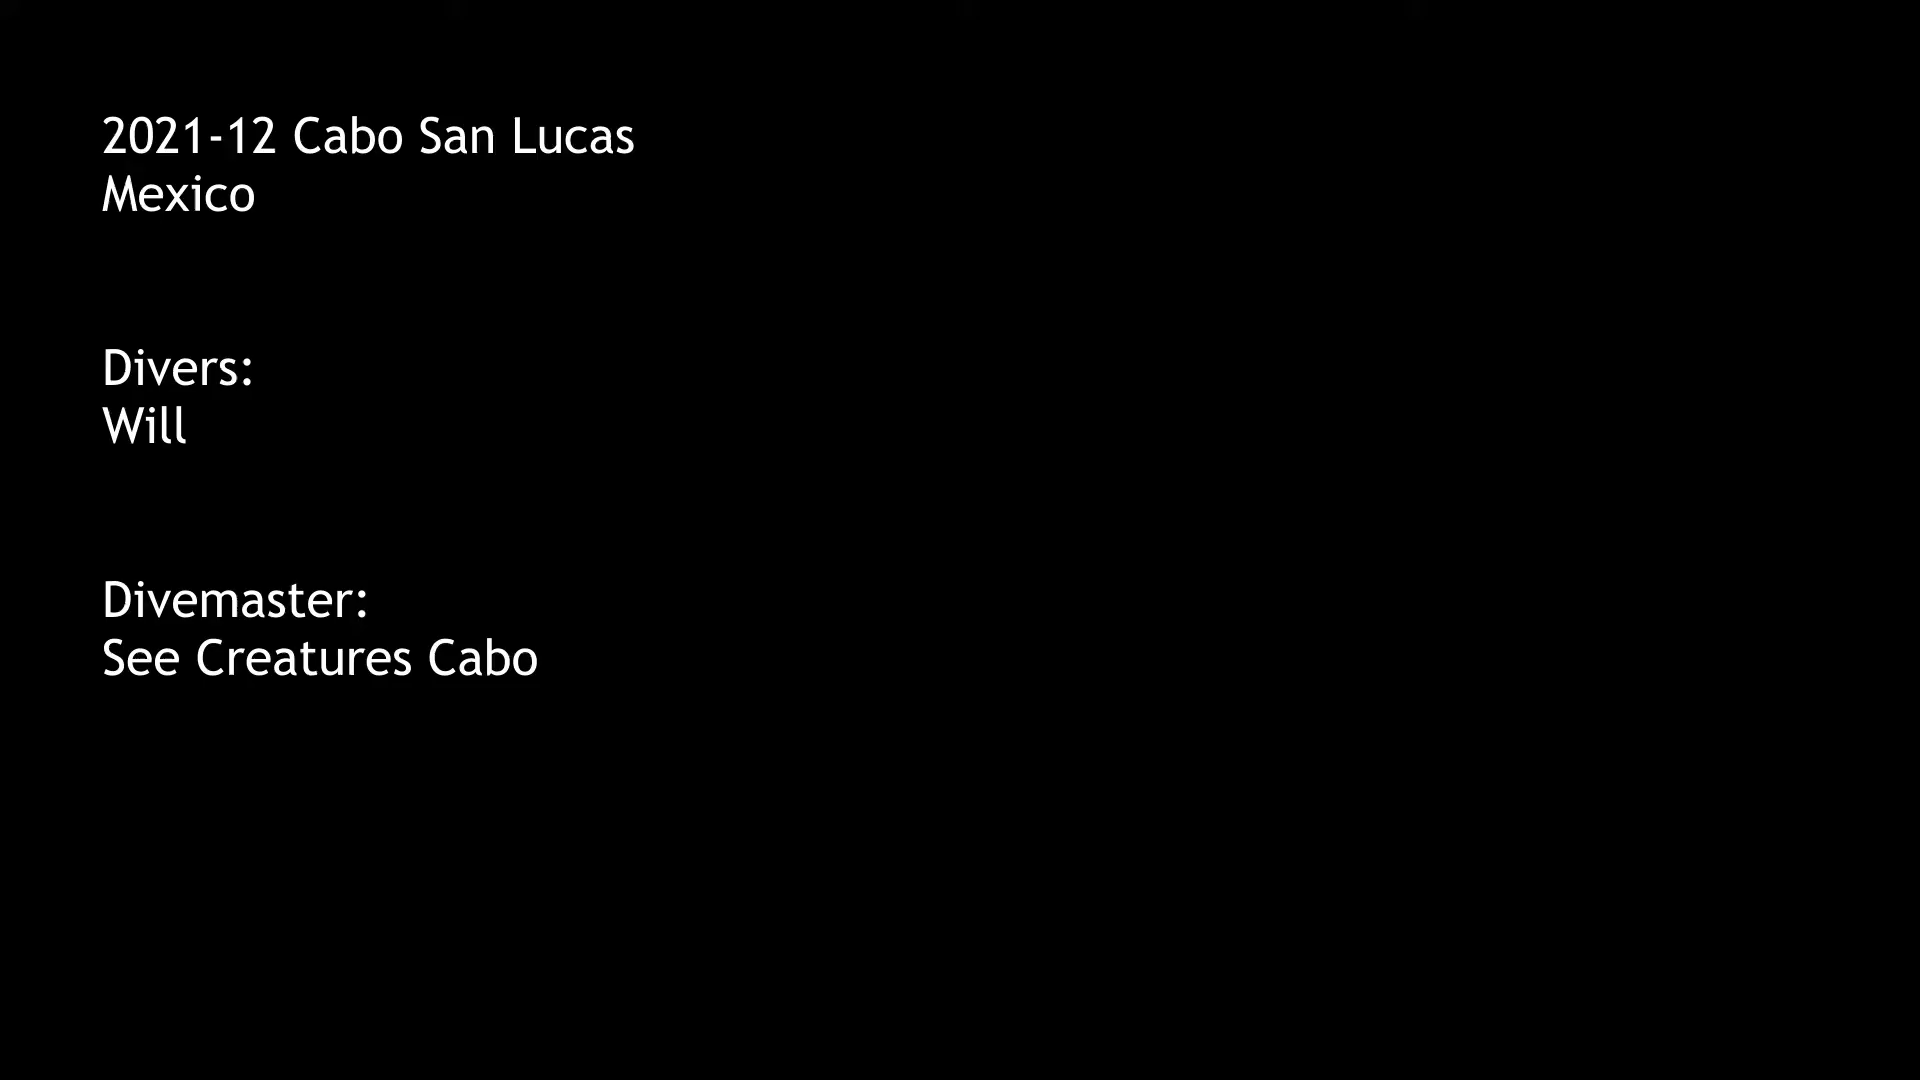 2021-12 Cabo San Lucas
Mexico
Divers:
Will
Divemaster:
See Creatures Cabo